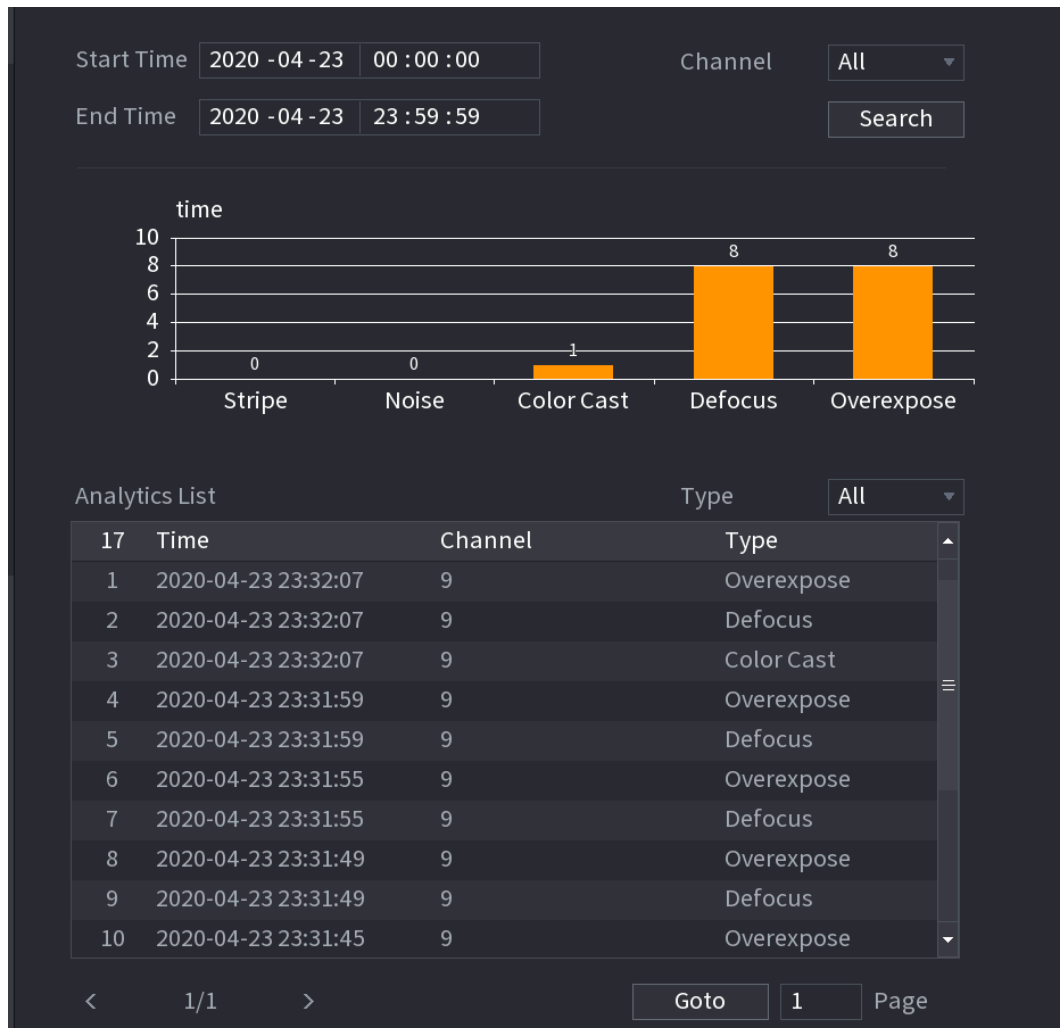 Start Time 2020 -04 -23 00 : 00 : 00 Channel All
End Time 2020 -04 -23 23 : 59 : 59 Search
time
10
8
6
4
2
0
0 0 1 8 8
Stripe Noise Color Cast Defocus Overexpose
Analytics List Type All
17 Time Channel Type
1 2020-04-23 23:32:07 9 Overexpose
2 2020-04-23 23:32:07 9 Defocus
3 2020-04-23 23:32:07 9 Color Cast
4 2020-04-23 23:31:59 9 Overexpose
5 2020-04-23 23:31:59 9 Defocus
6 2020-04-23 23:31:55 9 Overexpose
7 2020-04-23 23:31:55 9 Defocus
8 2020-04-23 23:31:49 9 Overexpose
9 2020-04-23 23:31:49 9 Defocus
10 2020-04-23 23:31:45 9 Overexpose
< 1/1 > Goto 1 Page